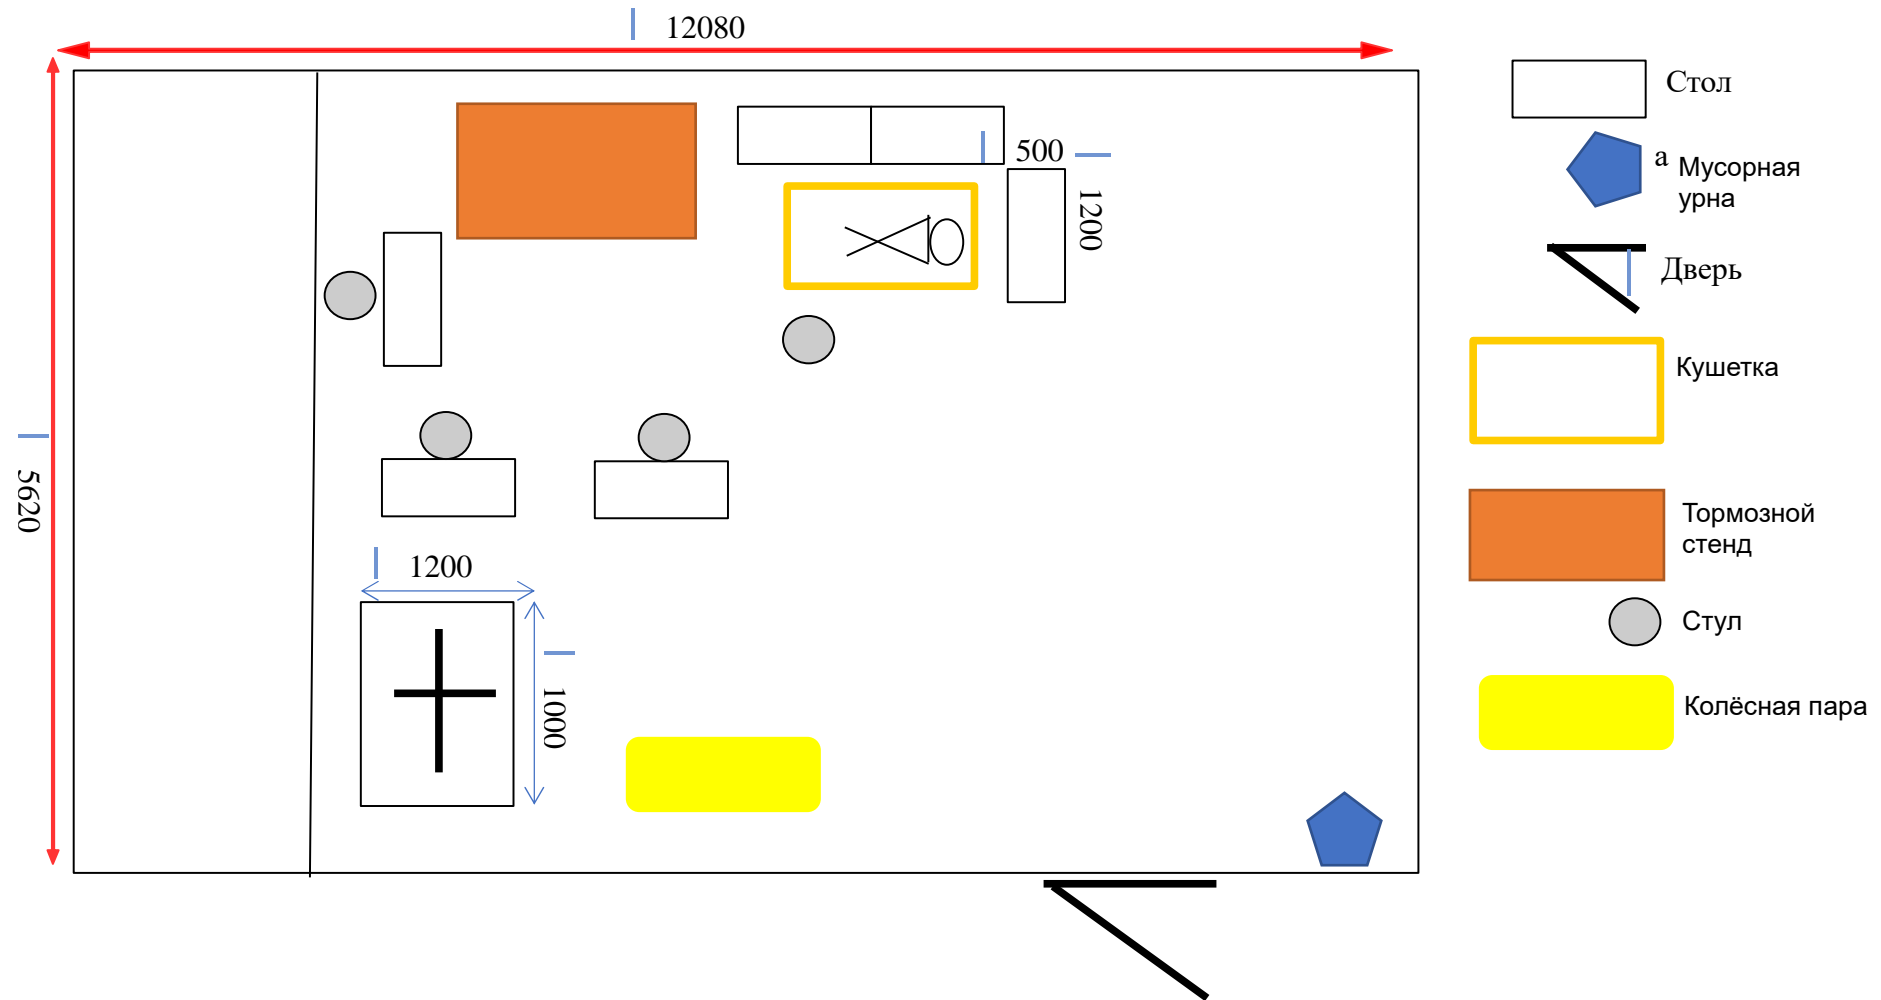 12080
Стол
а
Мусорная
урна
500
1200
Дверь
Кушетка
5620
Тормозной
стенд
1200
Стул
1000
Колёсная пара